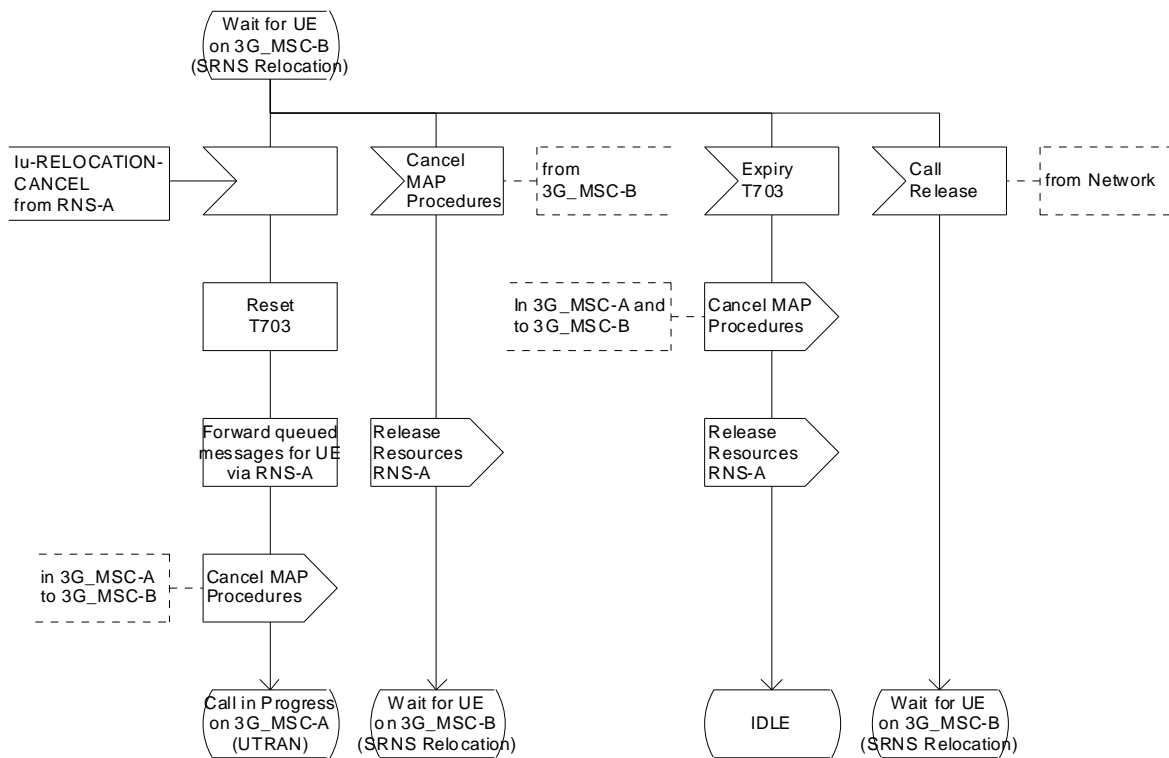 Wait for UE
on 3G_MSC-B
(SRNS Relocation)
Iu-RELOCATION-
CANCEL
from RNS-A
Cancel
MAP
Procedures
from
3G_MSC-B
Expiry
T703
Call
Release
from Network
Reset
T703
In 3G_MSC-A and
to 3G_MSC-B
Cancel MAP
Procedures
Forward queued
messages for UE
via RNS-A
Release
Resources
RNS-A
Release
Resources
RNS-A
in 3G_MSC-A
to 3G_MSC-B
Cancel MAP
Procedures
Call in Progress
on 3G_MSC-A
(UTRAN)
Wait for UE
on 3G_MSC-B
(SRNS Relocation)
IDLE
Wait for UE
on 3G_MSC-B
(SRNS Relocation)